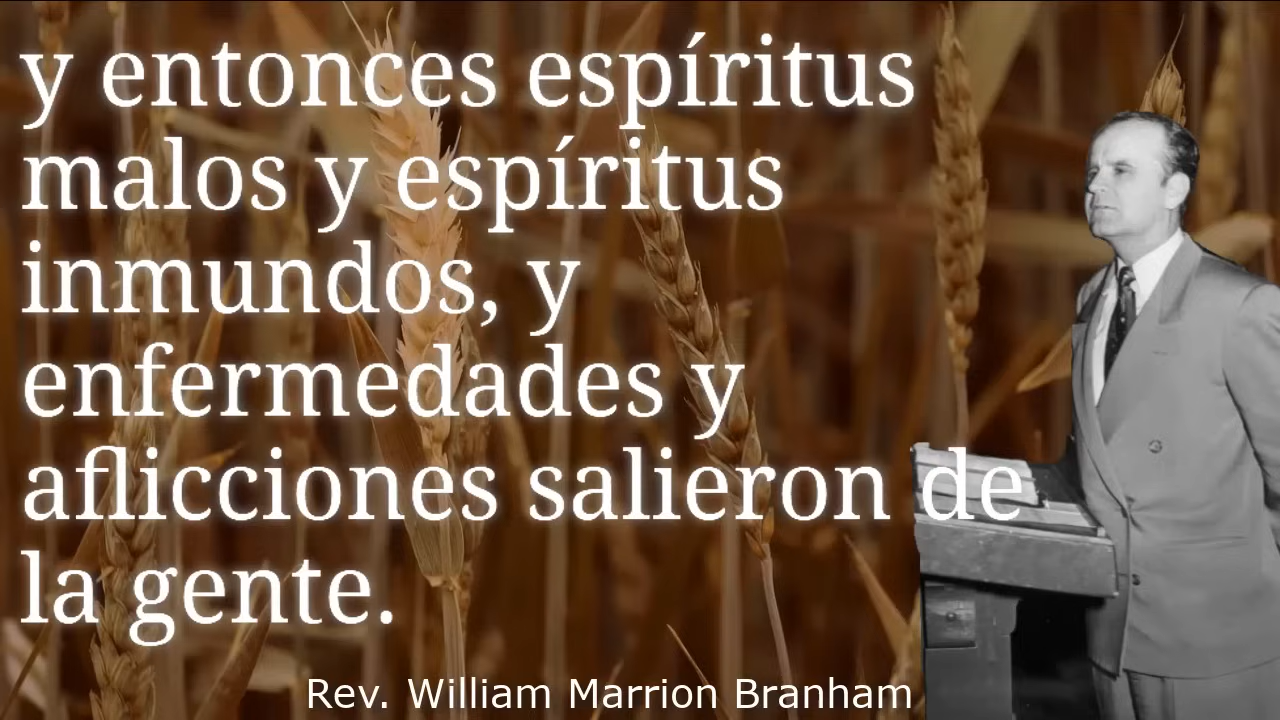 y entonces espíritus
malos y espíritus
inmundos, y
enfermedades y
aflicciones salieron de
la gente.
Rev. William Marrion Branham